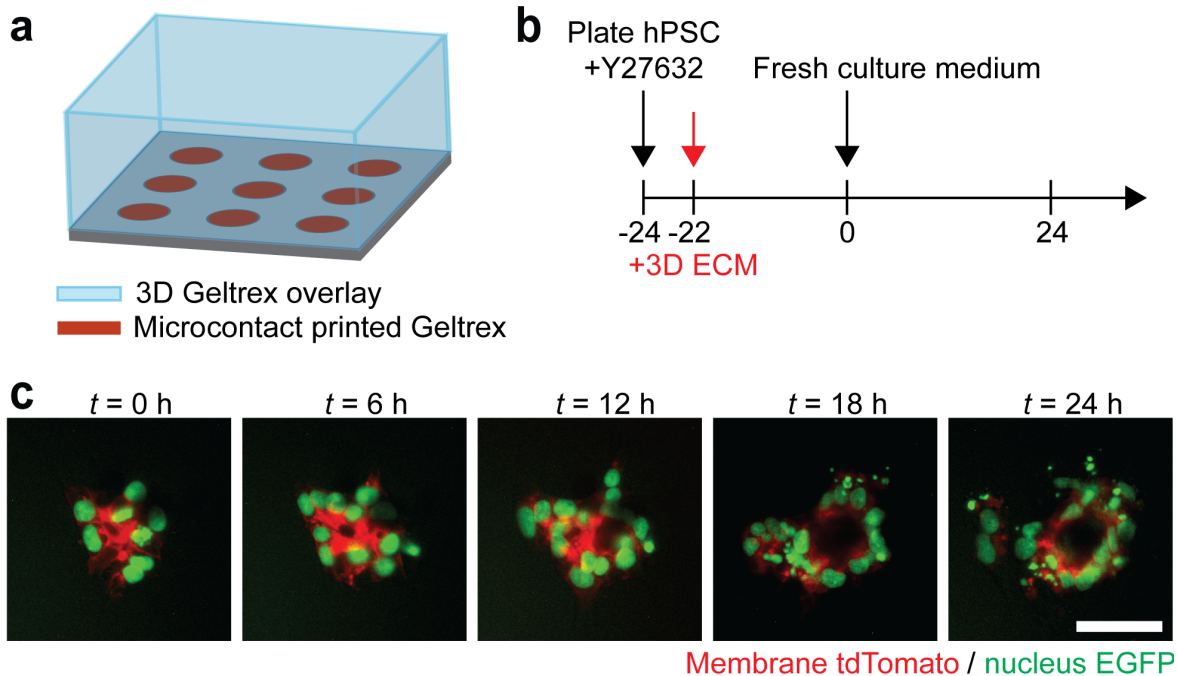 a
3D Geltrex overlay
Microcontact printed Geltrex
b
Plate hPSC
+Y27632
Fresh culture medium
-24 -22 0 24
+3D ECM
c
t = 0 h t = 6 h t = 12 h t = 18 h t = 24 h
Membrane tdTomato / nucleus EGFP